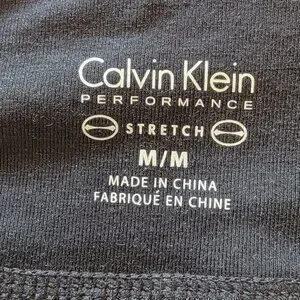 Calvin Klein
PERFORMANCE
STRETCH
M/M
MADE IN CHINA
FABRIQUÉ EN CHINE